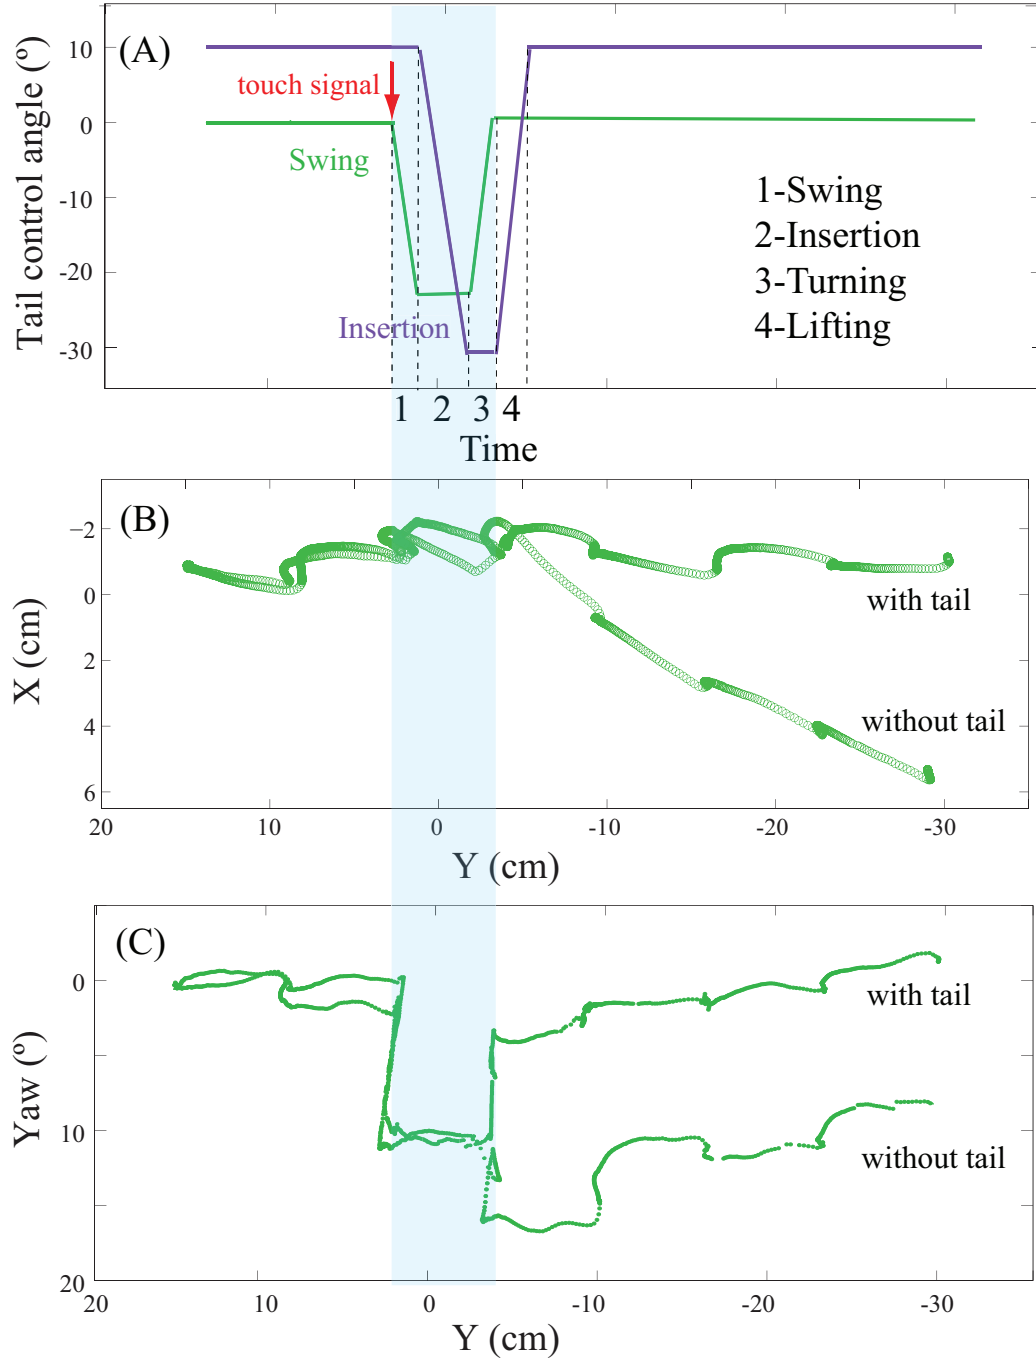 (A)
Tail control angle (º)
10
0
-10
-20
-30
touch signal
Swing
Insertion
1-Swing
2-Insertion
3-Turning
4-Lifting
1 2 3 4
Time
(B)
X (cm)
−2
0
2
4
6
with tail
without tail
20 10 0 -10 -20 -30
Y (cm)
(C)
Yaw (º)
0
10
20
with tail
without tail
20 10 0 -10 -20 -30
Y (cm)